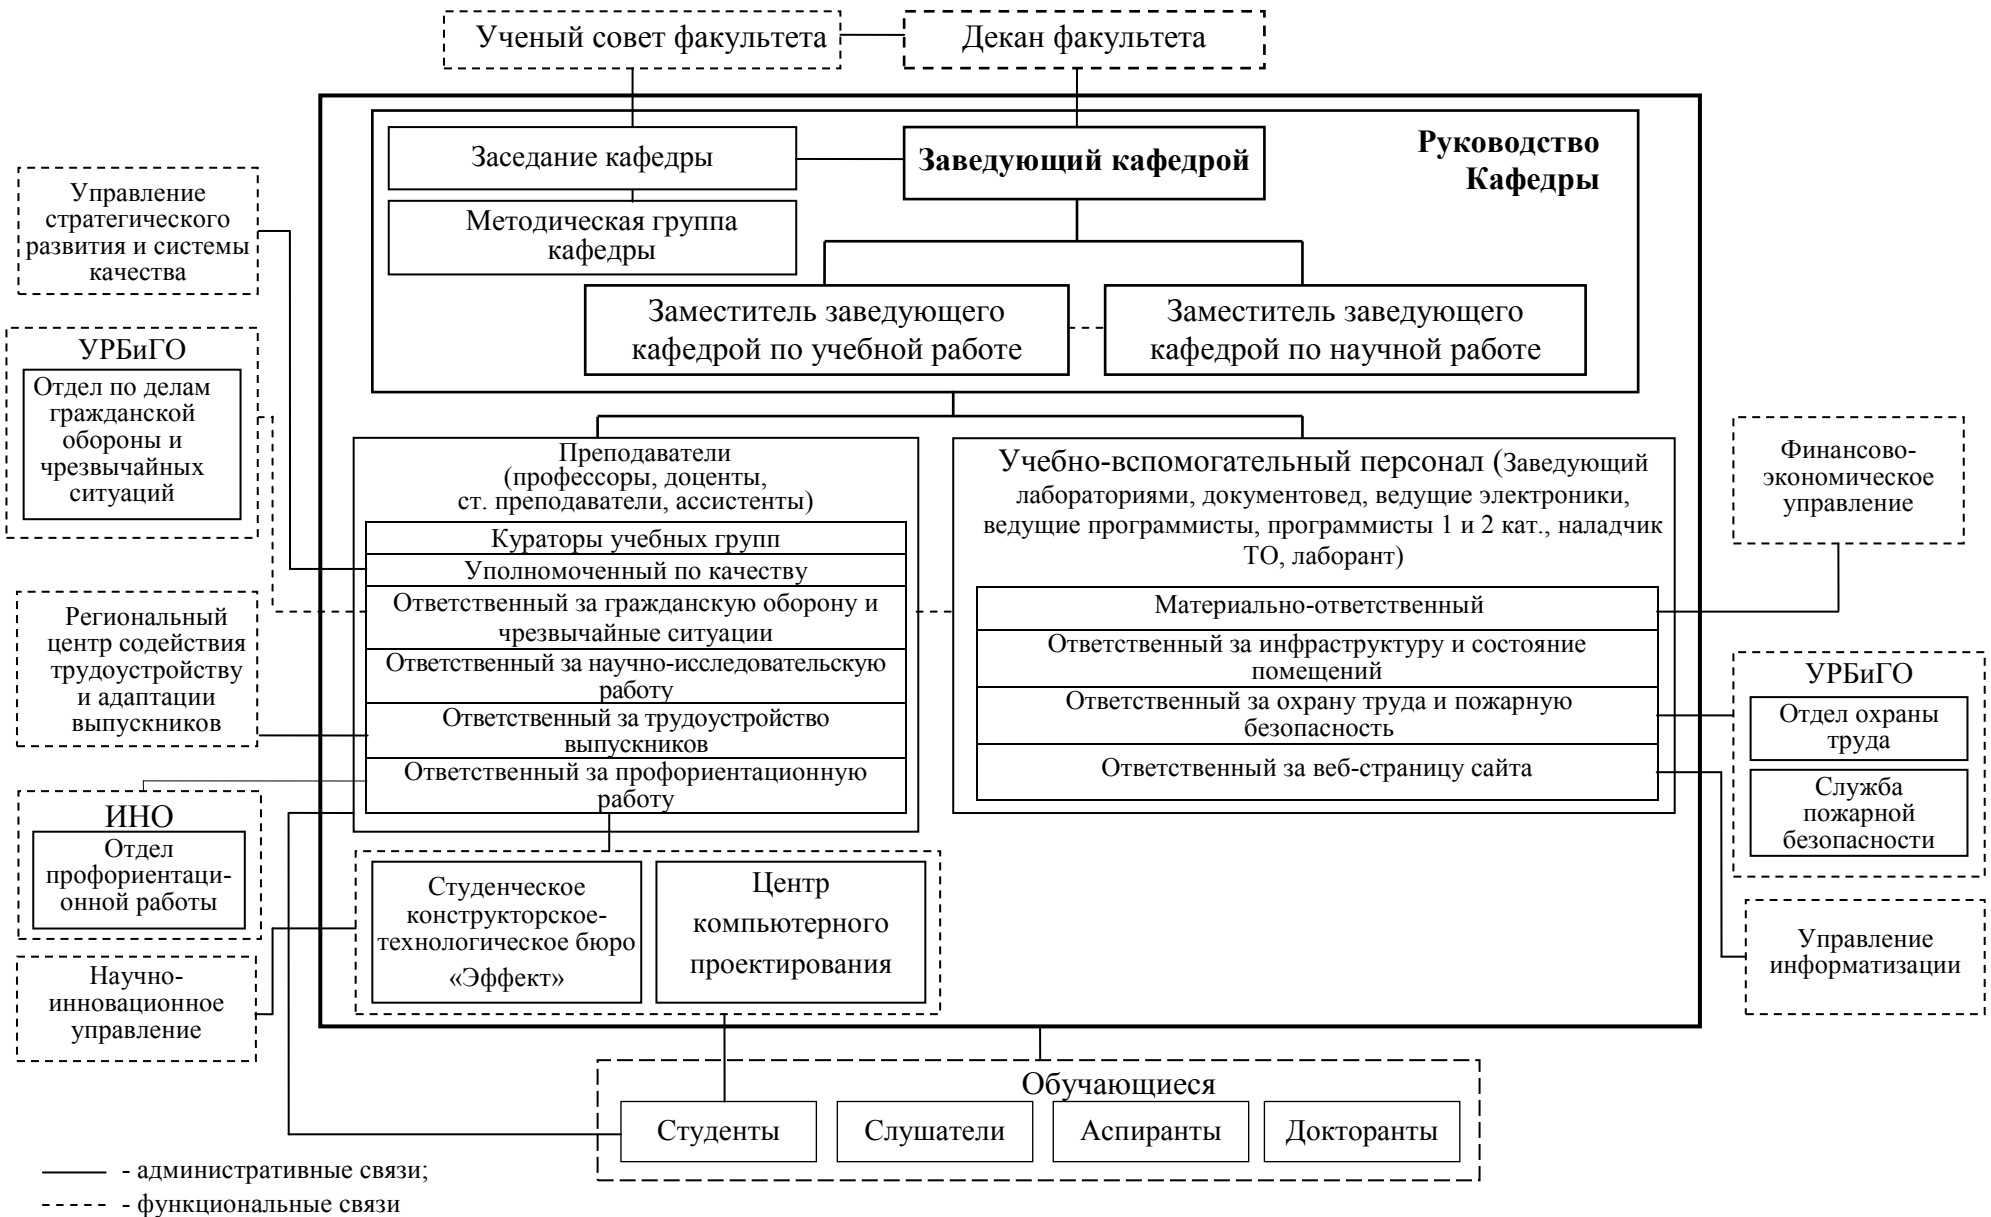 Ученый совет факультета
Декан факультета
Руководство
Кафедры
Заседание кафедры
Заведующий кафедрой
Методическая группа
кафедры
Заместитель заведующего
кафедрой по учебной работе
Заместитель заведующего
кафедрой по научной работе
Управление
стратегического
развития и системы
качества
УРБиГО
Отдел по делам
гражданской
обороны и
чрезвычайных
ситуаций
Региональный
центр содействия
трудоустройству
и адаптации
выпускников
ИНО
Отдел
профориентаци-
онной работы
Научно-
инновационное
управление
Преподаватели
(профессоры, доценты,
ст. преподаватели, ассистенты)
Кураторы учебных групп
Уполномоченный по качеству
Ответственный за гражданскую оборону и
чрезвычайные ситуации
Ответственный за научно-исследовательскую
работу
Ответственный за трудоустройство
выпускников
Ответственный за профориентационную
работу
Учебно-вспомогательный персонал (Заведующий
лабораториями, документовед, ведущие электроники,
ведущие программисты, программисты 1 и 2 кат., наладчик
ТО, лаборант)
Материально-ответственный
Ответственный за инфраструктуру и состояние
помещений
Ответственный за охрану труда и пожарную
безопасность
Ответственный за веб-страницу сайта
Финансово-
экономическое
управление
УРБиГО
Отдел охраны
труда
Служба
пожарной
безопасности
Управление
информатизации
Студенческое
конструкторское-
технологическое бюро
«Эффект»
Центр
компьютерного
проектирования
Обучающиеся
Студенты
Слушатели
Аспиранты
Докторанты
- административные связи;
- функциональные связи